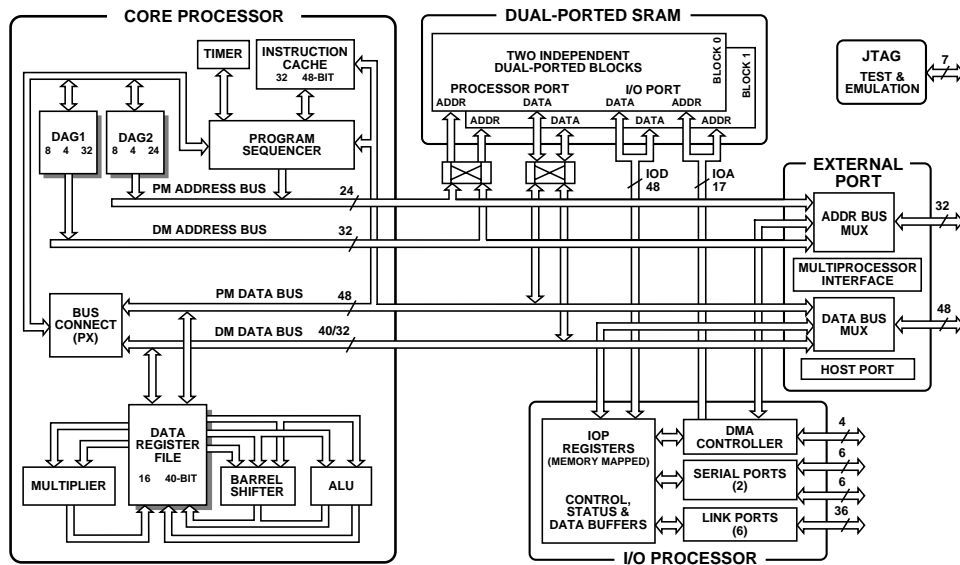 CORE PROCESSOR
TIMER
INSTRUCTION
CACHE
32 48-BIT
DAG1
8 4 32
DAG2
8 4 24
PROGRAM
SEQUENCER
PM ADDRESS BUS
24
DM ADDRESS BUS
32
BUS
CONNECT
(PX)
PM DATA BUS
48
DM DATA BUS
40/32
DATA
REGISTER
FILE
16 40-BIT
MULTIPLIER
BARREL
SHIFTER
ALU
DUAL-PORTED SRAM
TWO INDEPENDENT
DUAL-PORTED BLOCKS
PROCESSOR PORT
I/O PORT
ADDR
DATA
DATA
ADDR
ADDR
DATA
DATA
ADDR
BLOCK 0
BLOCK 1
IOD
48
IOA
17
JTAG
TEST &
EMULATION
7
EXTERNAL
PORT
ADDR BUS
MUX
32
MULTIPROCESSOR
INTERFACE
DATA BUS
MUX
48
HOST PORT
IOP
REGISTERS
(MEMORY MAPPED)
CONTROL,
STATUS &
DATA BUFFERS
DMA
CONTROLLER
4
SERIAL PORTS
(2)
6
6
LINK PORTS
(6)
36
I/O PROCESSOR